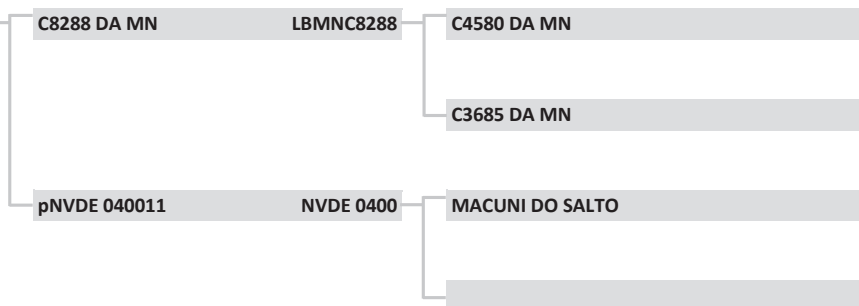 C8288 DA MN LBMNC8288 C4580 DA MN
C3685 DA MN
pNVDE 040011 NVDE 0400 MACUNI DO SALTO